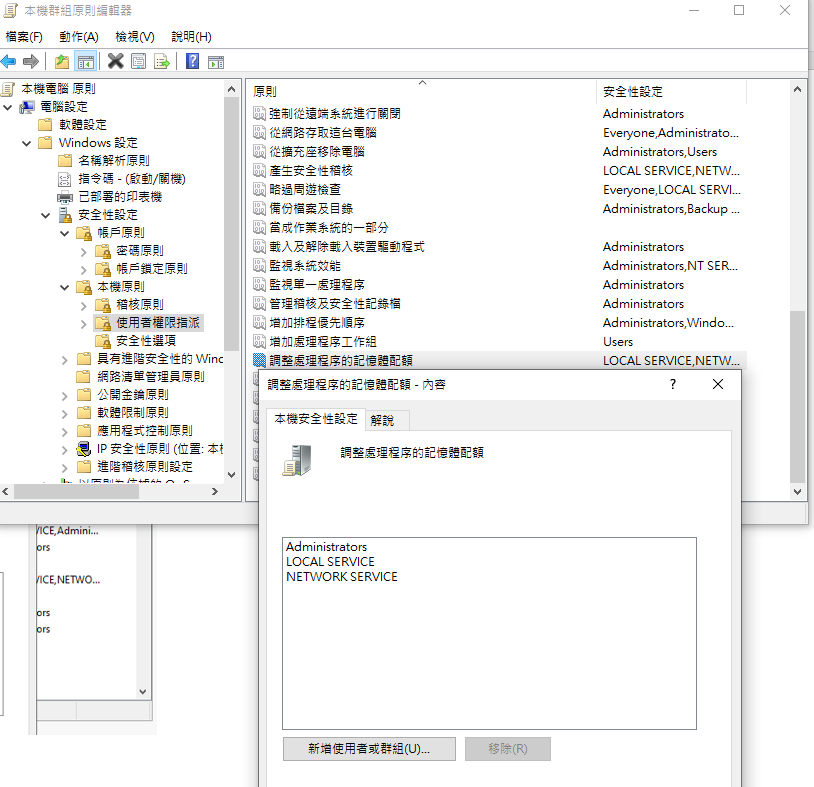 本機群組原則編輯器
檔案(F) 動作(A) 檢視(V) 說明(H)
本機電腦 原則
電腦設定
軟體設定
Windows 設定
名稱解析原則
指令碼 - (啟動/關機)
已部署的印表機
安全性設定
帳戶原則
密碼原則
帳戶鎖定原則
本機原則
稽核原則
使用者權限指派
安全性選項
具有進階安全性的 Winc
網路清單管理員原則
公開金鑰原則
軟體限制原則
應用程式控制原則
IP 安全性原則 (位置: 本機
進階稽核原則設定
原則 安全性設定
強制從遠端系統進行關閉 Administrators
從網路存取這台電腦 Everyone,Administrato...
從擴充座移除電腦 Administrators,Users
產生安全性稽核 LOCAL SERVICE,NETW...
略過周遊檢查 Everyone,LOCAL SERVI...
備份檔案及目錄 Administrators,Backup ...
當成作業系統的一部分
載入及解除載入裝置驅動程式 Administrators
監視系統效能 Administrators,NT SER...
監視單一處理程序 Administrators
管理稽核及安全性記錄檔 Administrators
增加排程優先順序 Administrators,Windo...
增加處理程序工作組 Users
調整處理程序的記憶體配額 LOCAL SERVICE,NETW...
調整處理程序的記憶體配額 - 內容
本機安全性設定 解說
調整處理程序的記憶體配額
Administrators
LOCAL SERVICE
NETWORK SERVICE
新增使用者或群組(U)... 移除(R)
/ICE,Admini...
ors
/ICE,NETWO...
ors
ors